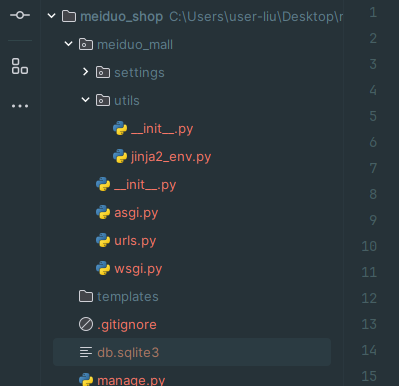 meiduo_shop C:\Users\user-liu\Desktop\r
meiduo_mall
settings
utils
__init__.py
jinja2_env.py
__init__.py
asgi.py
urls.py
wsgi.py
templates
.gitignore
db.sqlite3
manage.py
1
2
3
4
5
6
7
8
9
10
11
12
13
14
15